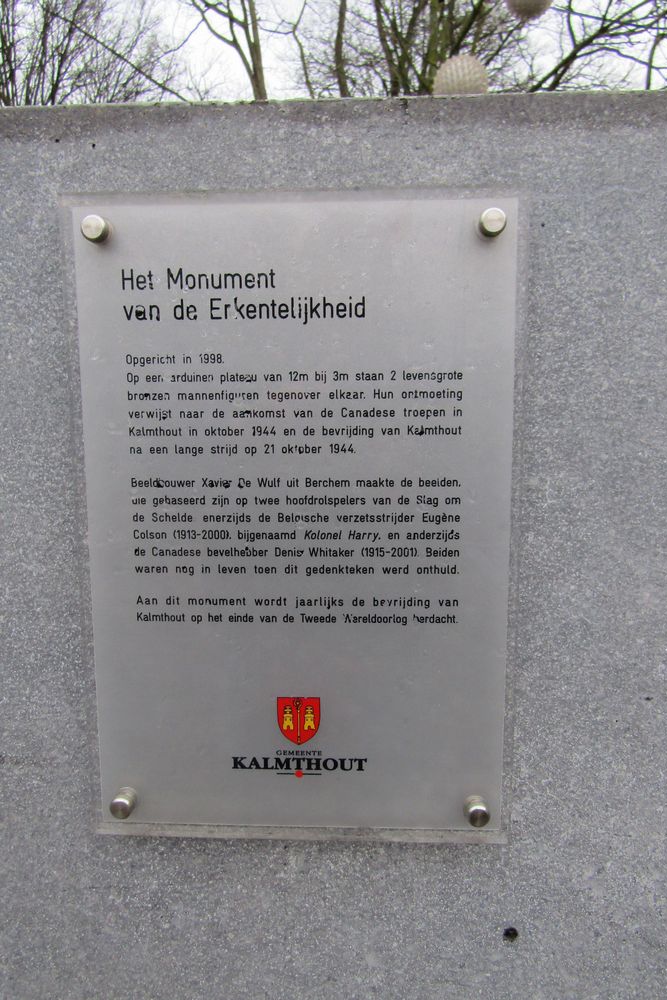 Het Monument
van de Erkentelijkheid
Opgericht in 1998.
Op een arduinen plateau van 12m bij 3m staan 2 levensgrote
bronzen mannenfiguren tegenover elkaar. Hun ontmoeting
verwijst naar de aankomst van de Canadese troepen in
Kalmthout in oktober 1944 en de bevrijding van Kalmthout
na een lange strijd op 21 oktober 1944.
Beeldhouwer Xavier De Wulf uit Berchem maakte de beelden,
die gebaseerd zijn op twee hoofdrolspelers van de Slag om
de Schelde enerzijds de Belgische verzetsstrijder Eugène
Colson (1913-2000), bijgenaamd Kolonel Harry, en anderzijds
de Canadese bevelhebber Denis Whitaker (1915-2001). Beiden
waren nog in leven toen dit gedenkteken werd onthuld.
Aan dit monument wordt jaarlijks de bevrijding van
Kalmthout op het einde van de Tweede Wereldoorlog herdacht.
GEMEENTE
KALMTHOUT